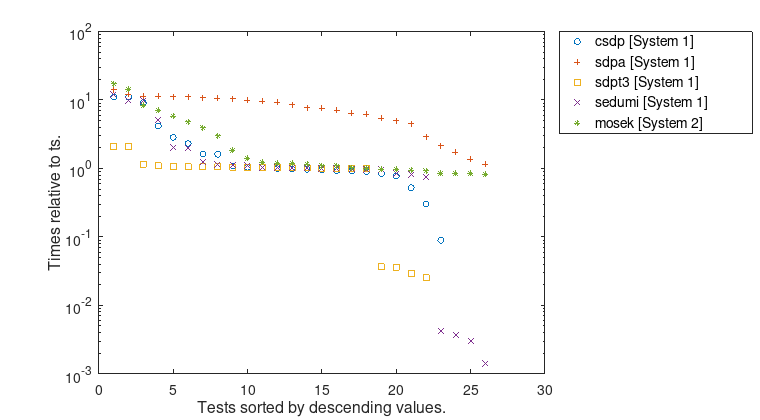 10^2
csdp [System 1]
sdpa [System 1]
sdpt3 [System 1]
sedumi [System 1]
mosek [System 2]
10^1
10^0
10^-1
10^-2
10^-3
Times relative to ts.
0 5 10 15 20 25 30
Tests sorted by descending values.